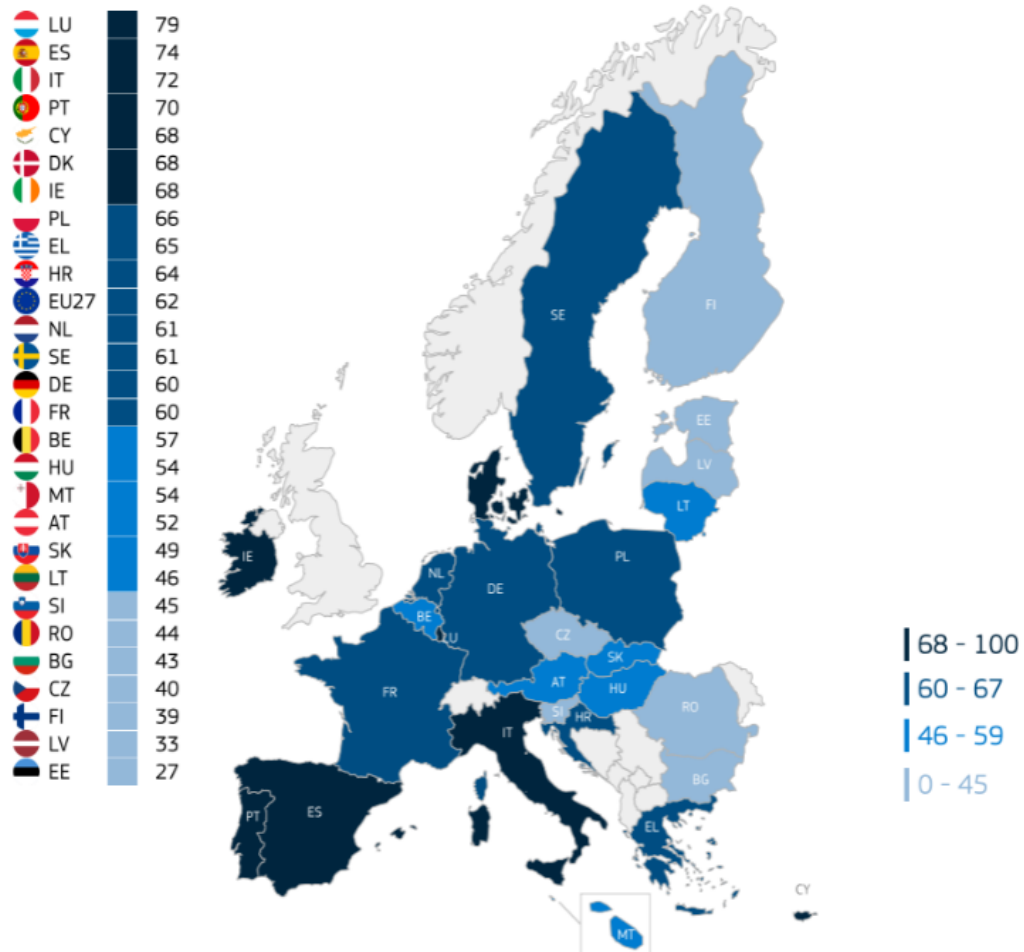 LU 79
ES 74
IT 72
PT 70
CY 68
DK 68
IE 68
PL 66
EL 65
HR 64
EU27 62
NL 61
SE 61
DE 60
FR 60
BE 57
HU 54
MT 54
AT 52
SK 49
LT 46
SI 45
RO 44
BG 43
CZ 40
FI 39
LV 33
EE 27
FI
SE
EE
LV
LT
IE
PL
NL
DE
BE
LU
CZ
SK
AT
HU
FR
RO
SI
HR
IT
BG
ES
PT
EL
CY
MT
68 - 100
60 - 67
46 - 59
0 - 45